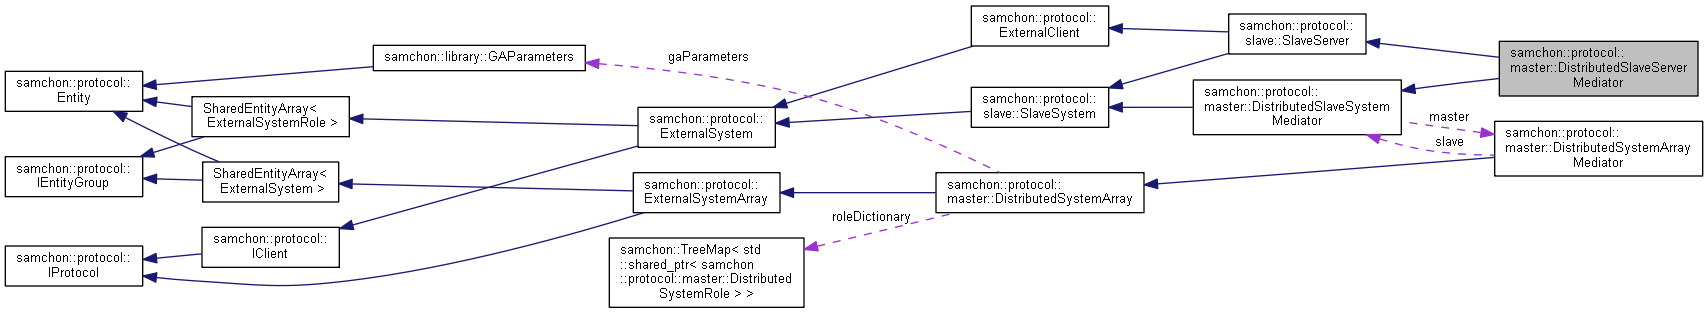 samchon::protocol::
Entity
samchon::protocol::
IEntityGroup
samchon::protocol::
IProtocol
samchon::library::GAParameters
SharedEntityArray<
ExternalSystemRole >
SharedEntityArray<
ExternalSystem >
samchon::protocol::
IClient
samchon::protocol::
ExternalSystem
samchon::protocol::
ExternalSystemArray
samchon::TreeMap< std
::shared_ptr< samchon
::protocol::master::Distributed
SystemRole > >
gaParameters
roleDictionary
samchon::protocol::
ExternalClient
samchon::protocol::
slave::SlaveSystem
samchon::protocol::
master::DistributedSystemArray
samchon::protocol::
slave::SlaveServer
samchon::protocol::
master::DistributedSlaveSystem
Mediator
master
slave
samchon::protocol::
master::DistributedSlaveServer
Mediator
samchon::protocol::
master::DistributedSystemArray
Mediator